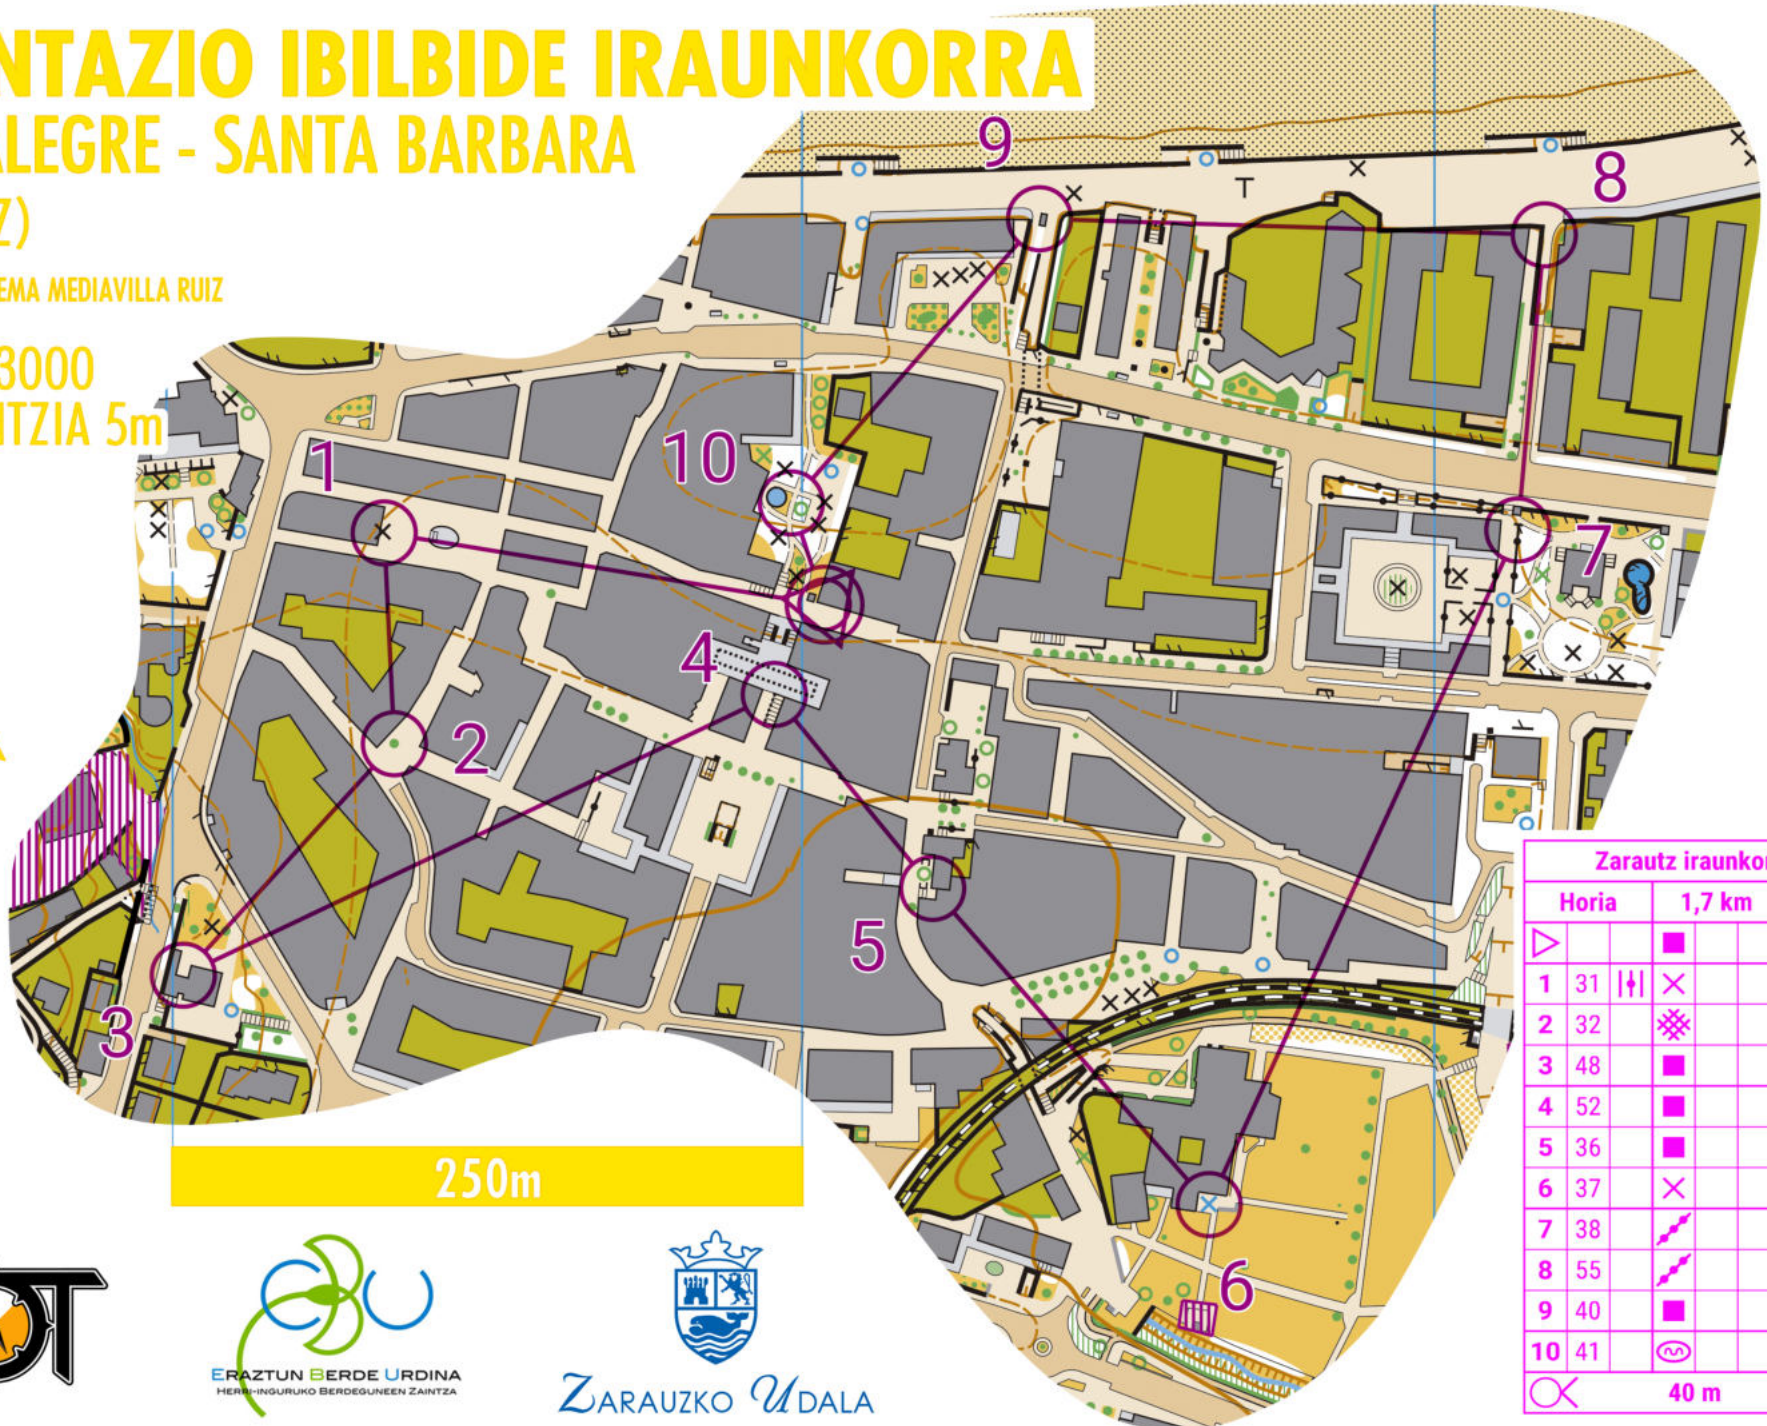 NTAZIO IBILBIDE IRAUNKORRA
ALEGRE - SANTA BARBARA
Z)
EMA MEDIAVILLA RUIZ
3000
ITZIA 5m
9
8
T
1
10
7
4
2
5
3
6
250m
Zarautz iraunkor
Horia 1,7 km
1 31
2 32
3 48
4 52
5 36
6 37
7 38
8 55
9 40
10 41
40 m
OT
ERAZTUN BERDE URDINA
HERRI-INGURUKO BERDEGUNEEN ZAINTZA
ZARAUZKO UDALA